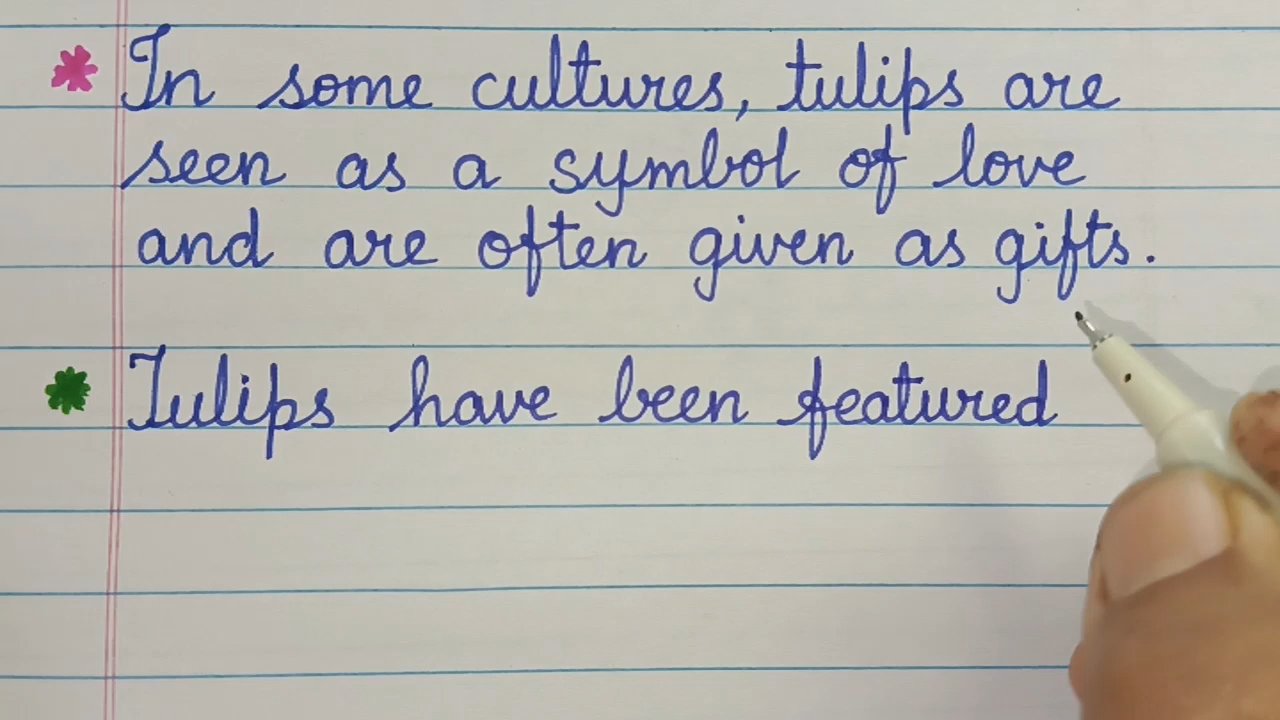 In some cultures, tulips are
seen as a symbol of love
and are often given as gifts.
Tulips have been featured